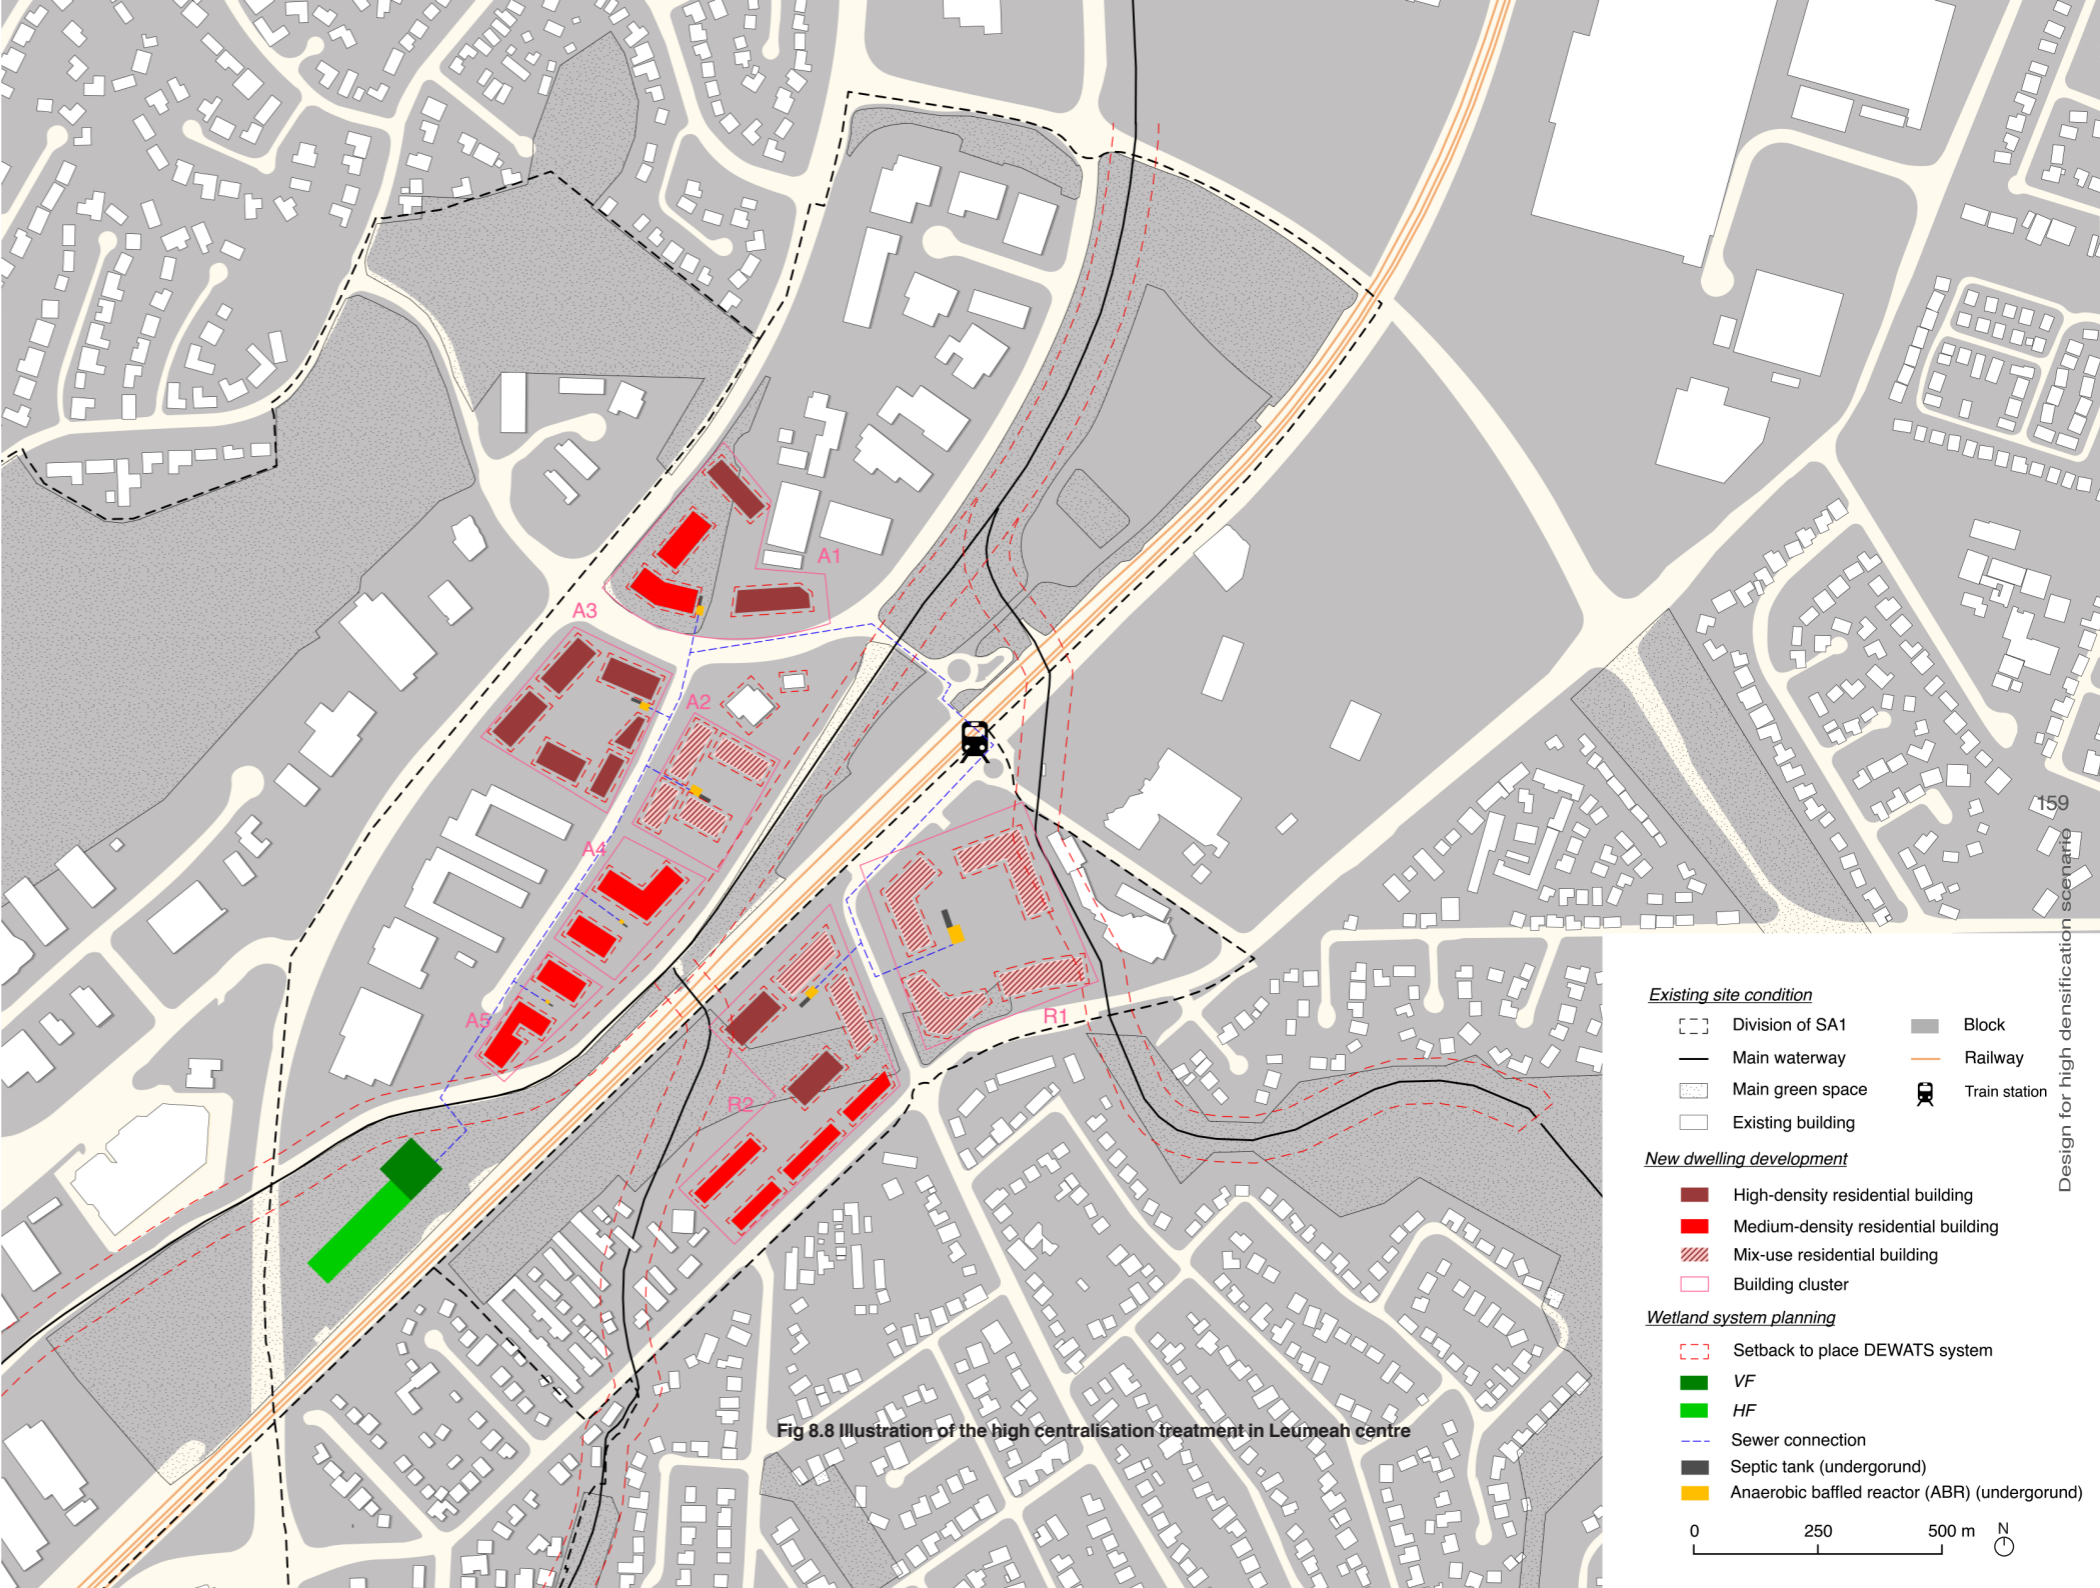 A1
A3
A2
A4
A5
R1
R2
159
Design for high densification scenario
Existing site condition
Division of SA1
Block
Main waterway
Railway
Main green space
Train station
Existing building
New dwelling development
High-density residential building
Medium-density residential building
Mix-use residential building
Building cluster
Wetland system planning
Setback to place DEWATS system
VF
HF
Sewer connection
Septic tank (undergorund)
Anaerobic baffled reactor (ABR) (undergorund)
0 250 500 m N
Fig 8.8 Illustration of the high centralisation treatment in Leumeah centre